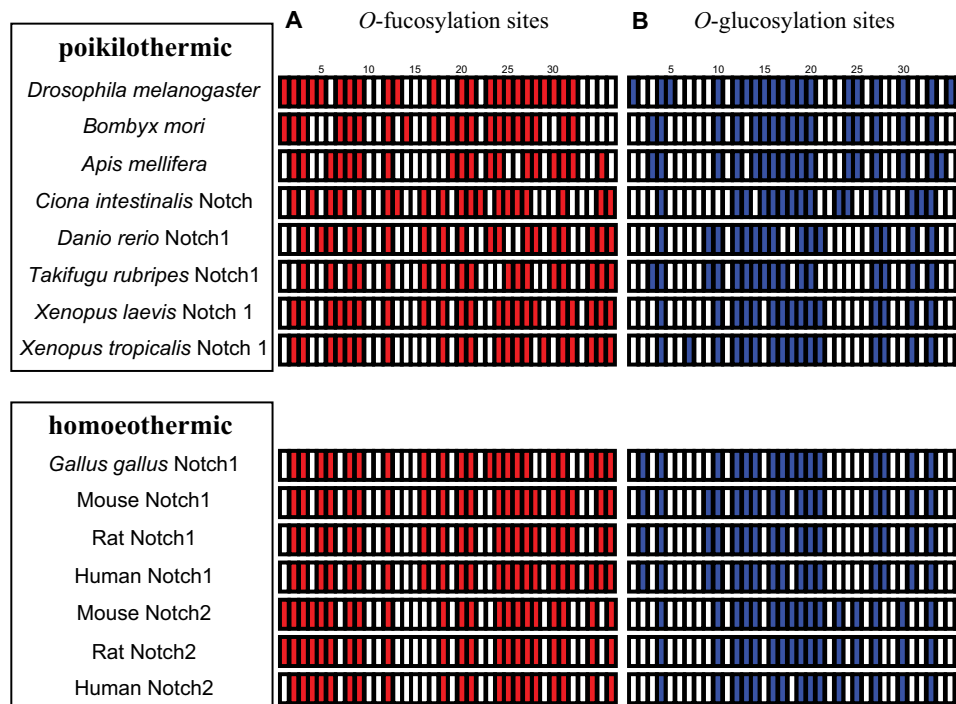 A O-fucosylation sites B O-glucosylation sites
poikilothermic
5 10 15 20 25 30 5 10 15 20 25 30
Drosophila melanogaster
Bombyx mori
Apis mellifera
Ciona intestinalis Notch
Danio rerio Notch1
Takifugu rubripes Notch1
Xenopus laevis Notch 1
Xenopus tropicalis Notch 1
homoeothermic
Gallus gallus Notch1
Mouse Notch1
Rat Notch1
Human Notch1
Mouse Notch2
Rat Notch2
Human Notch2